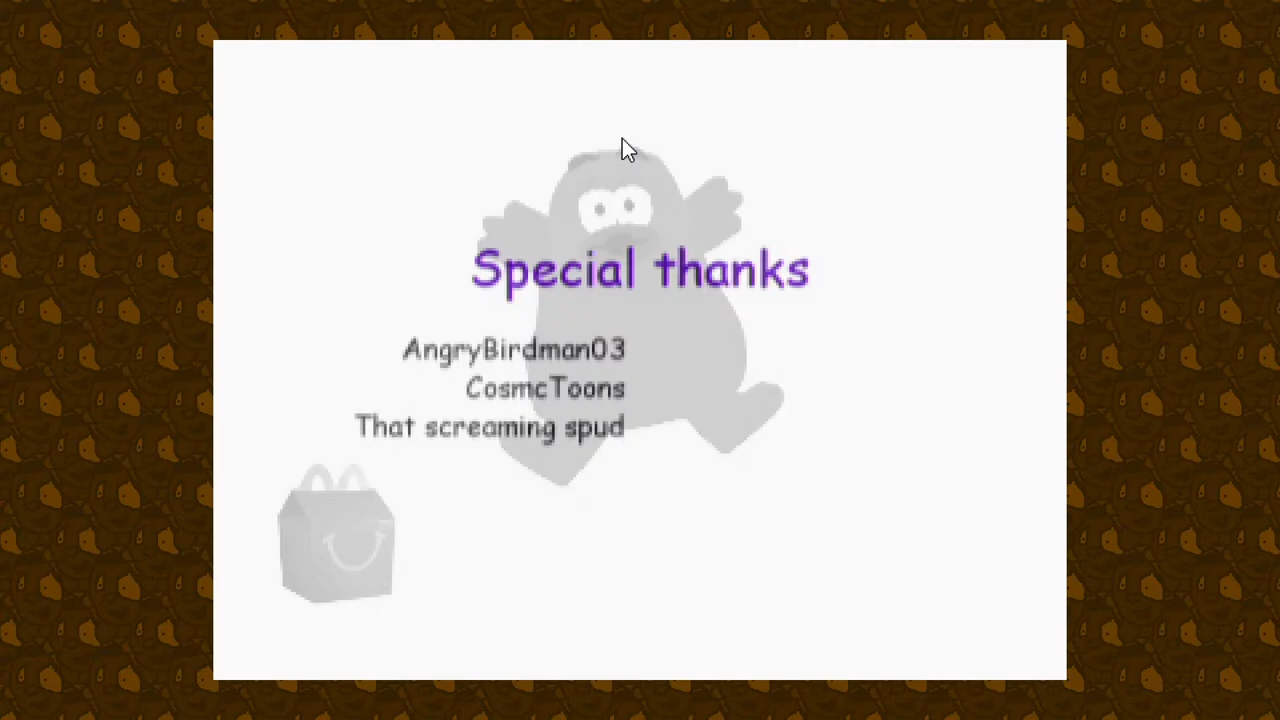 Special thanks
AngryBirdman03
CosmcToons
That screaming spud